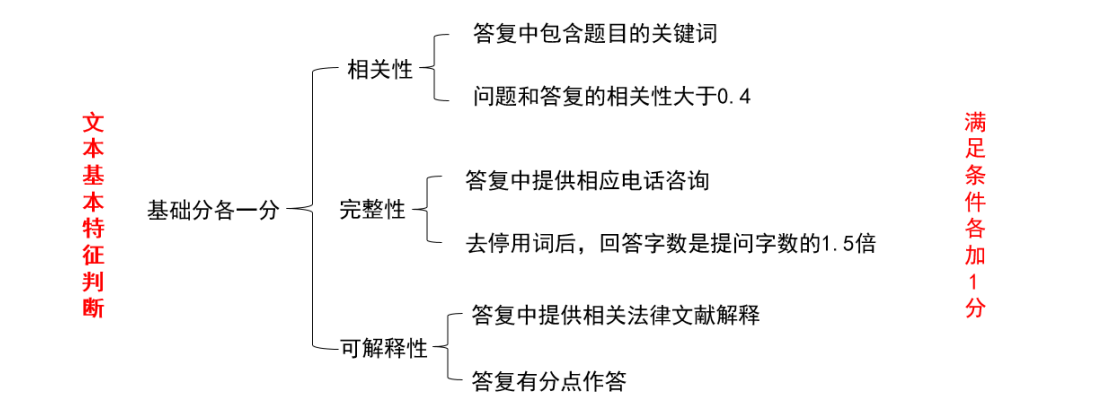 文本基本特征判断
基础分各一分
相关性
答复中包含题目的关键词
问题和答复的相关性大于0.4
完整性
答复中提供相应电话咨询
去停用词后，回答字数是提问字数的1.5倍
可解释性
答复中提供相关法律文献解释
答复有分点作答
满足条件各加1分